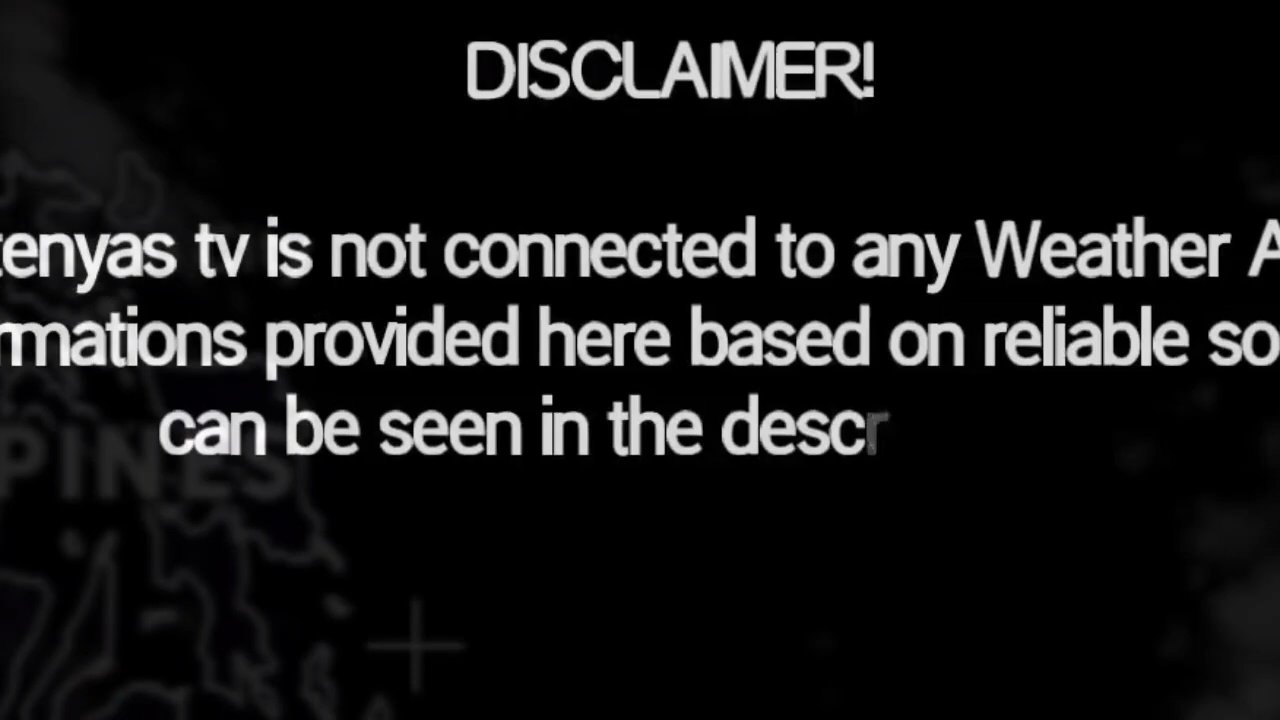 DISCLAIMER!
tenyas tv is not connected to any Weather A
rmations provided here based on reliable so
can be seen in the descr
PINES